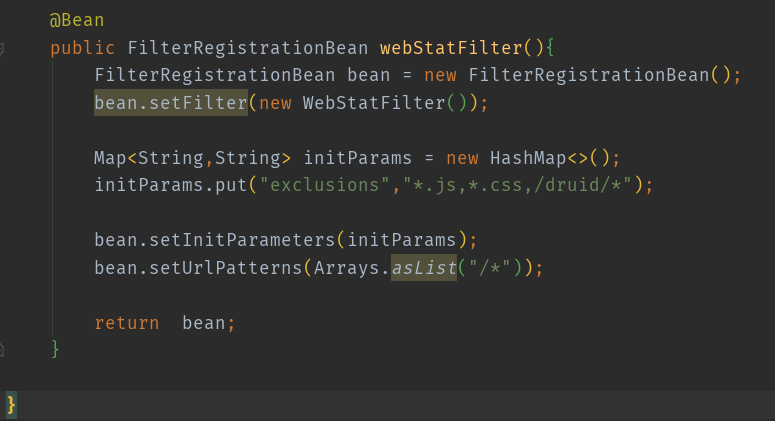 @Bean
public FilterRegistrationBean webStatFilter(){
FilterRegistrationBean bean = new FilterRegistrationBean();
bean.setFilter(new WebStatFilter());
Map<String,String> initParams = new HashMap<>();
initParams.put("exclusions","*.js,*.css,/druid/*");
bean.setInitParameters(initParams);
bean.setUrlPatterns(Arrays.asList("/*"));
return  bean;
}
}